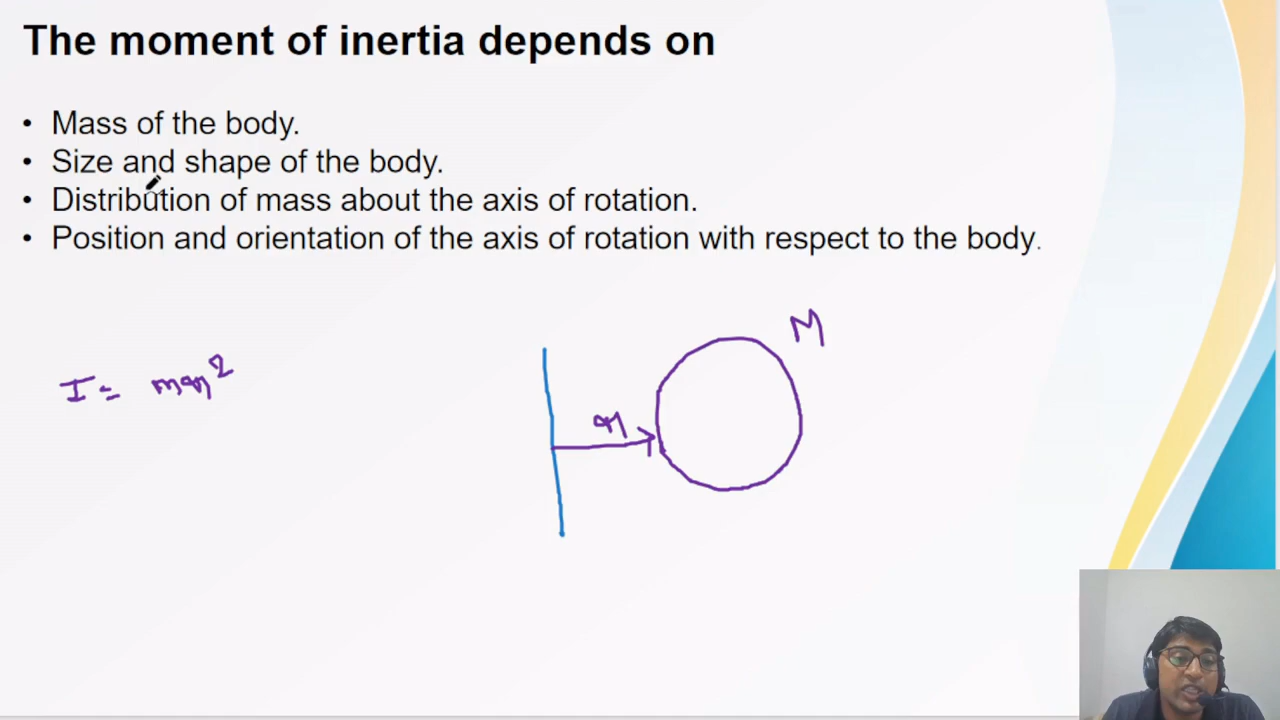 The moment of inertia depends on
• Mass of the body.
• Size and shape of the body.
• Distribution of mass about the axis of rotation.
• Position and orientation of the axis of rotation with respect to the body.
M
I = mr²
r